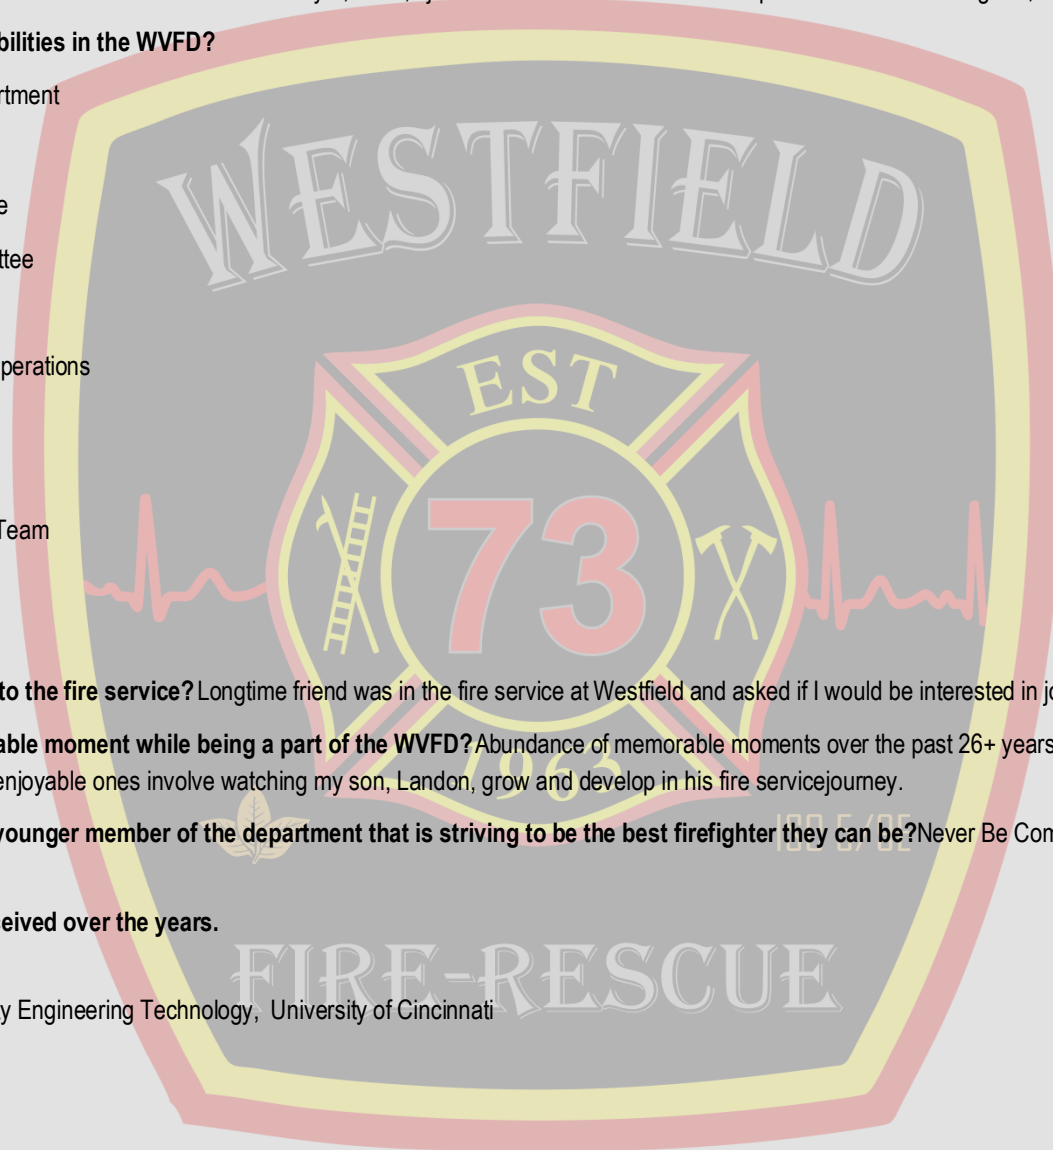 bilities in the WVFD?
rtment
WESTFIELD
e
ttee
EST
perations
73
Team
to the fire service? Longtime friend was in the fire service at Westfield and asked if I would be interested in jo
able moment while being a part of the WVFD? Abundance of memorable moments over the past 26+ years
1963
enjoyable ones involve watching my son, Landon, grow and develop in his fire servicejourney.
younger member of the department that is striving to be the best firefighter they can be? Never Be Com
ceived over the years.
FIRE-RESCUE
y Engineering Technology, University of Cincinnati